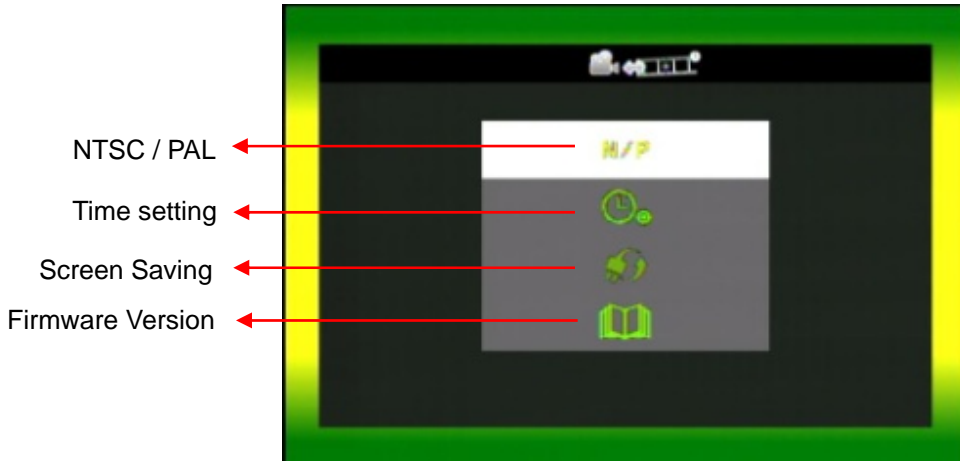 NTSC / PAL
N/P
Time setting
Screen Saving
Firmware Version